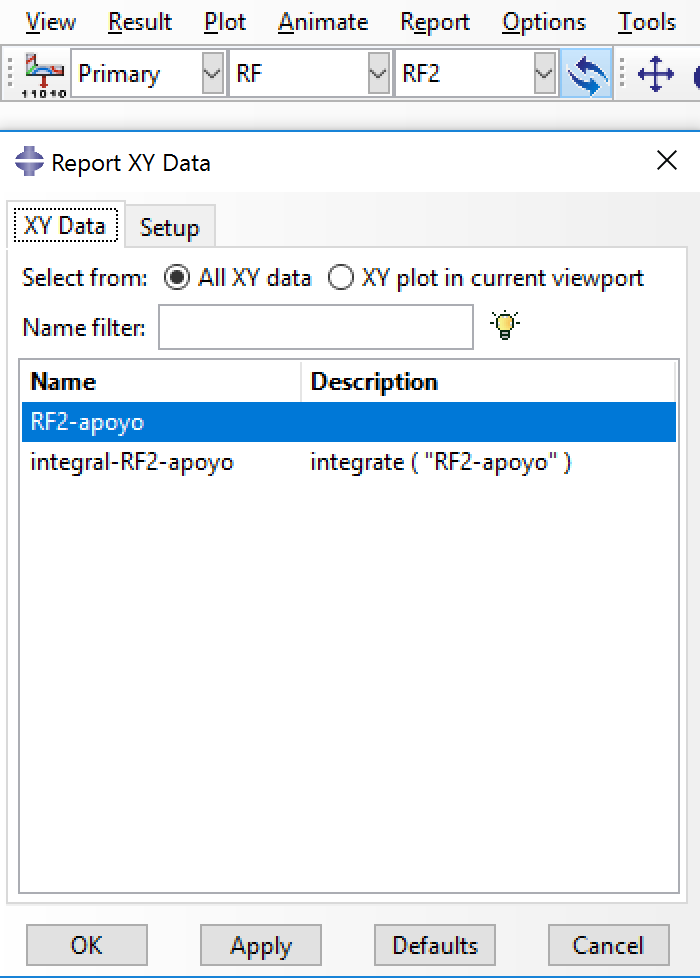 View Result Plot Animate Report Options Tools
Primary RF RF2
11010
Report XY Data
XY Data Setup
Select from: All XY data XY plot in current viewport
Name filter:
Name Description
RF2-apoyo
integral-RF2-apoyo integrate ( "RF2-apoyo" )
OK Apply Defaults Cancel